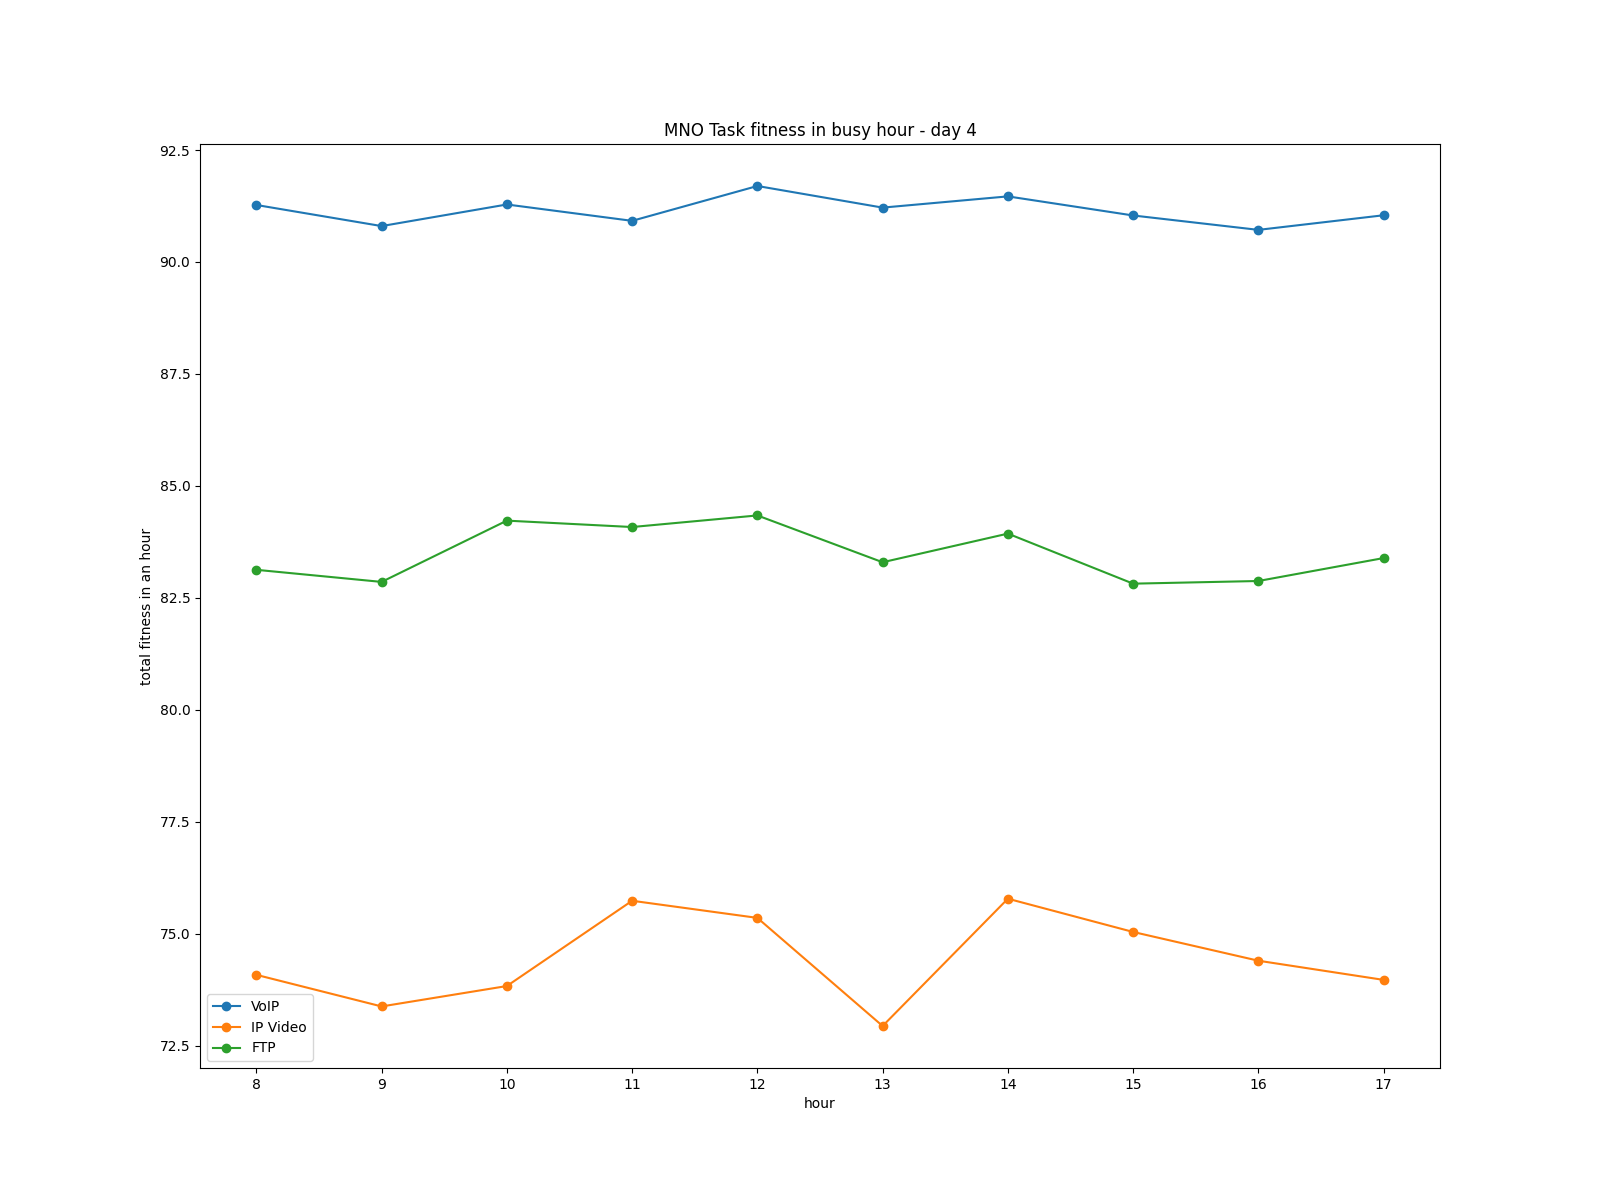 MNO Task fitness in busy hour - day 4
92.5
90.0
87.5
85.0
82.5
80.0
77.5
75.0
72.5
total fitness in an hour
VoIP
IP Video
FTP
8 9 10 11 12 13 14 15 16 17
hour